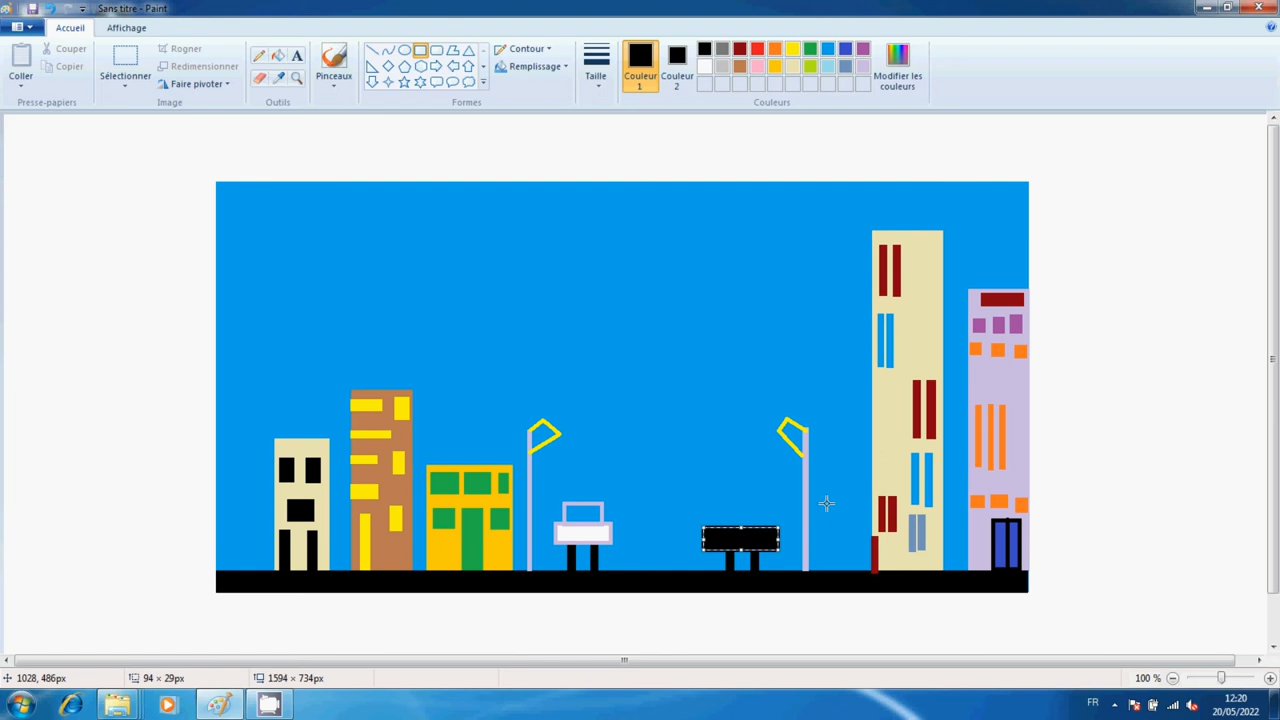 Sans titre - Paint
Accueil
Affichage
Coller
Couper
Copier
Presse-papiers
Sélectionner
Rogner
Redimensionner
Faire pivoter
Image
A
Outils
Pinceaux
Contour
Remplissage
Formes
Taille
Couleur 1
Couleur 2
Modifier les couleurs
Couleurs
1028, 486px
94 × 29px
1594 × 734px
100 %
FR
12:20
20/05/2022